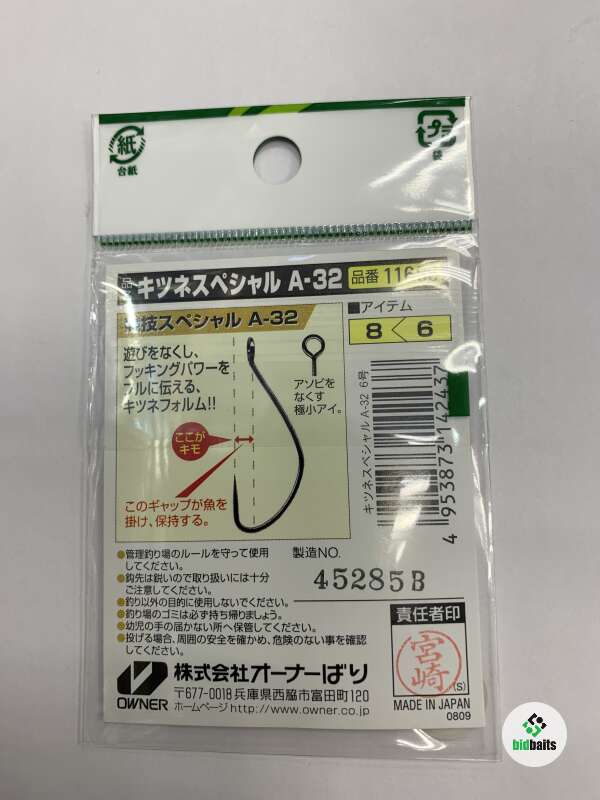 紙
台紙
プラ
キツネスペシャル A-32
品番 116
競技スペシャル A-32
■アイテム
8 6
遊びをなくし、
フッキングパワーを
フルに伝える、
キツネフォルム!!
アソビを
なくす
極小アイ。
ここが
キモ
このギャップが魚を
掛け、保持する。
キツネスペシャル A-32 6号
4 953873 142437
●管理釣り場のルールを守って使用
してください。
●鈎先は鋭いので取り扱いには十分
ご注意してください。
●釣り以外の目的に使用しないでください。
●釣り場のゴミは必ず持ち帰りましょう。
●幼児の手の届かない所へ保管してください。
●投げる場合、周囲の安全を確かめ、危険のない事を確認
してください。
製造NO.
45285B
責任者印
宮崎
(S)
MADE IN JAPAN
0809
OWNER
株式会社オーナーばり
〒677-0018 兵庫県西脇市富田町120
ホームページ http://www.owner.co.jp
bidbaits